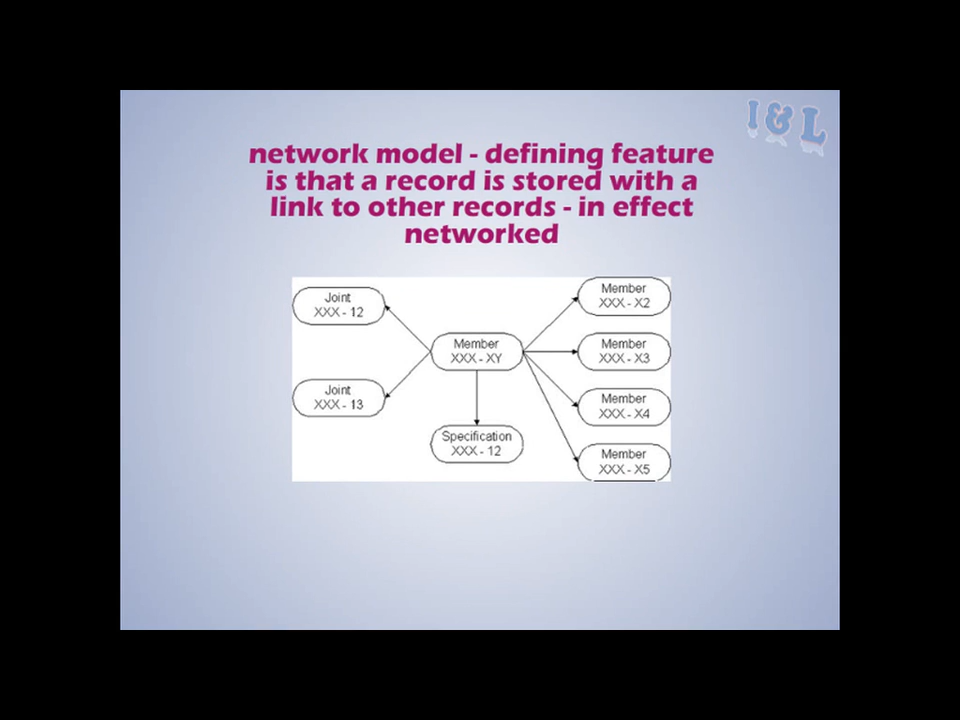 I & L
network model - defining feature
is that a record is stored with a
link to other records - in effect
networked
Joint
XXX - 12
Member
XXX - X2
Member
XXX - XY
Member
XXX - X3
Joint
XXX - 13
Member
XXX - X4
Specification
XXX - 12
Member
XXX - X5